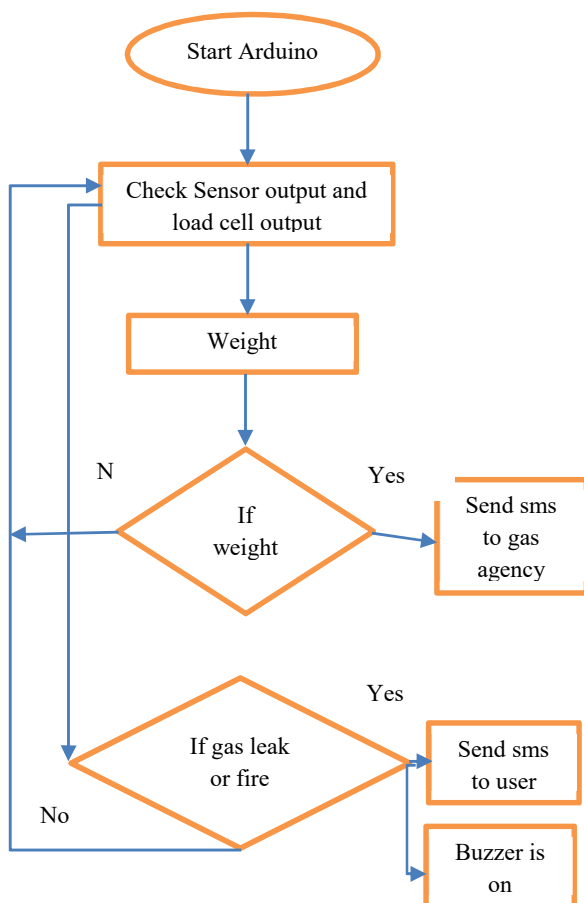 Start Arduino
Check Sensor output and
load cell output
Weight
N
Yes
If
weight
Send sms
to gas
agency
Yes
If gas leak
or fire
Send sms
to user
No
Buzzer is
on